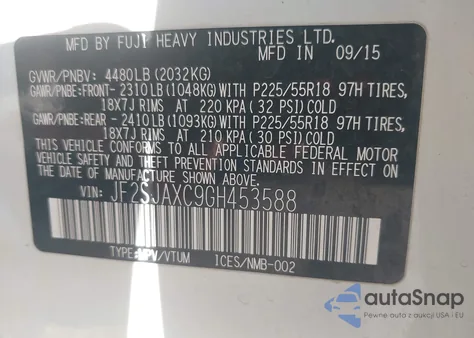 MFD BY FUJI HEAVY INDUSTRIES LTD.
MFD IN 09/15
GVWR/PNBV: 4480LB (2032KG)
GAWR/PNBE:FRONT- 2310LB (1048KG)WITH P225/55R18 97H TIRES,
18X7J RIMS AT 220 KPA (32 PSI)COLD
GAWR/PNBE:REAR - 2410LB (1093KG)WITH P225/55R18 97H TIRES,
18X7J RIMS AT 210 KPA (30 PSI)COLD
THIS VEHICLE CONFORMS TO ALL APPLICABLE FEDERAL MOTOR
VEHICLE SAFETY AND THEFT PREVENTION STANDARDS IN
EFFECT ON THE DATE OF MANUFACTURE SHOWN ABOVE.
VIN: JF2SJAXC9GH453588
TYPE:MPV/VTUM ICES/NMB-002
autaSnap
Pewne auta z aukcji USA i EU